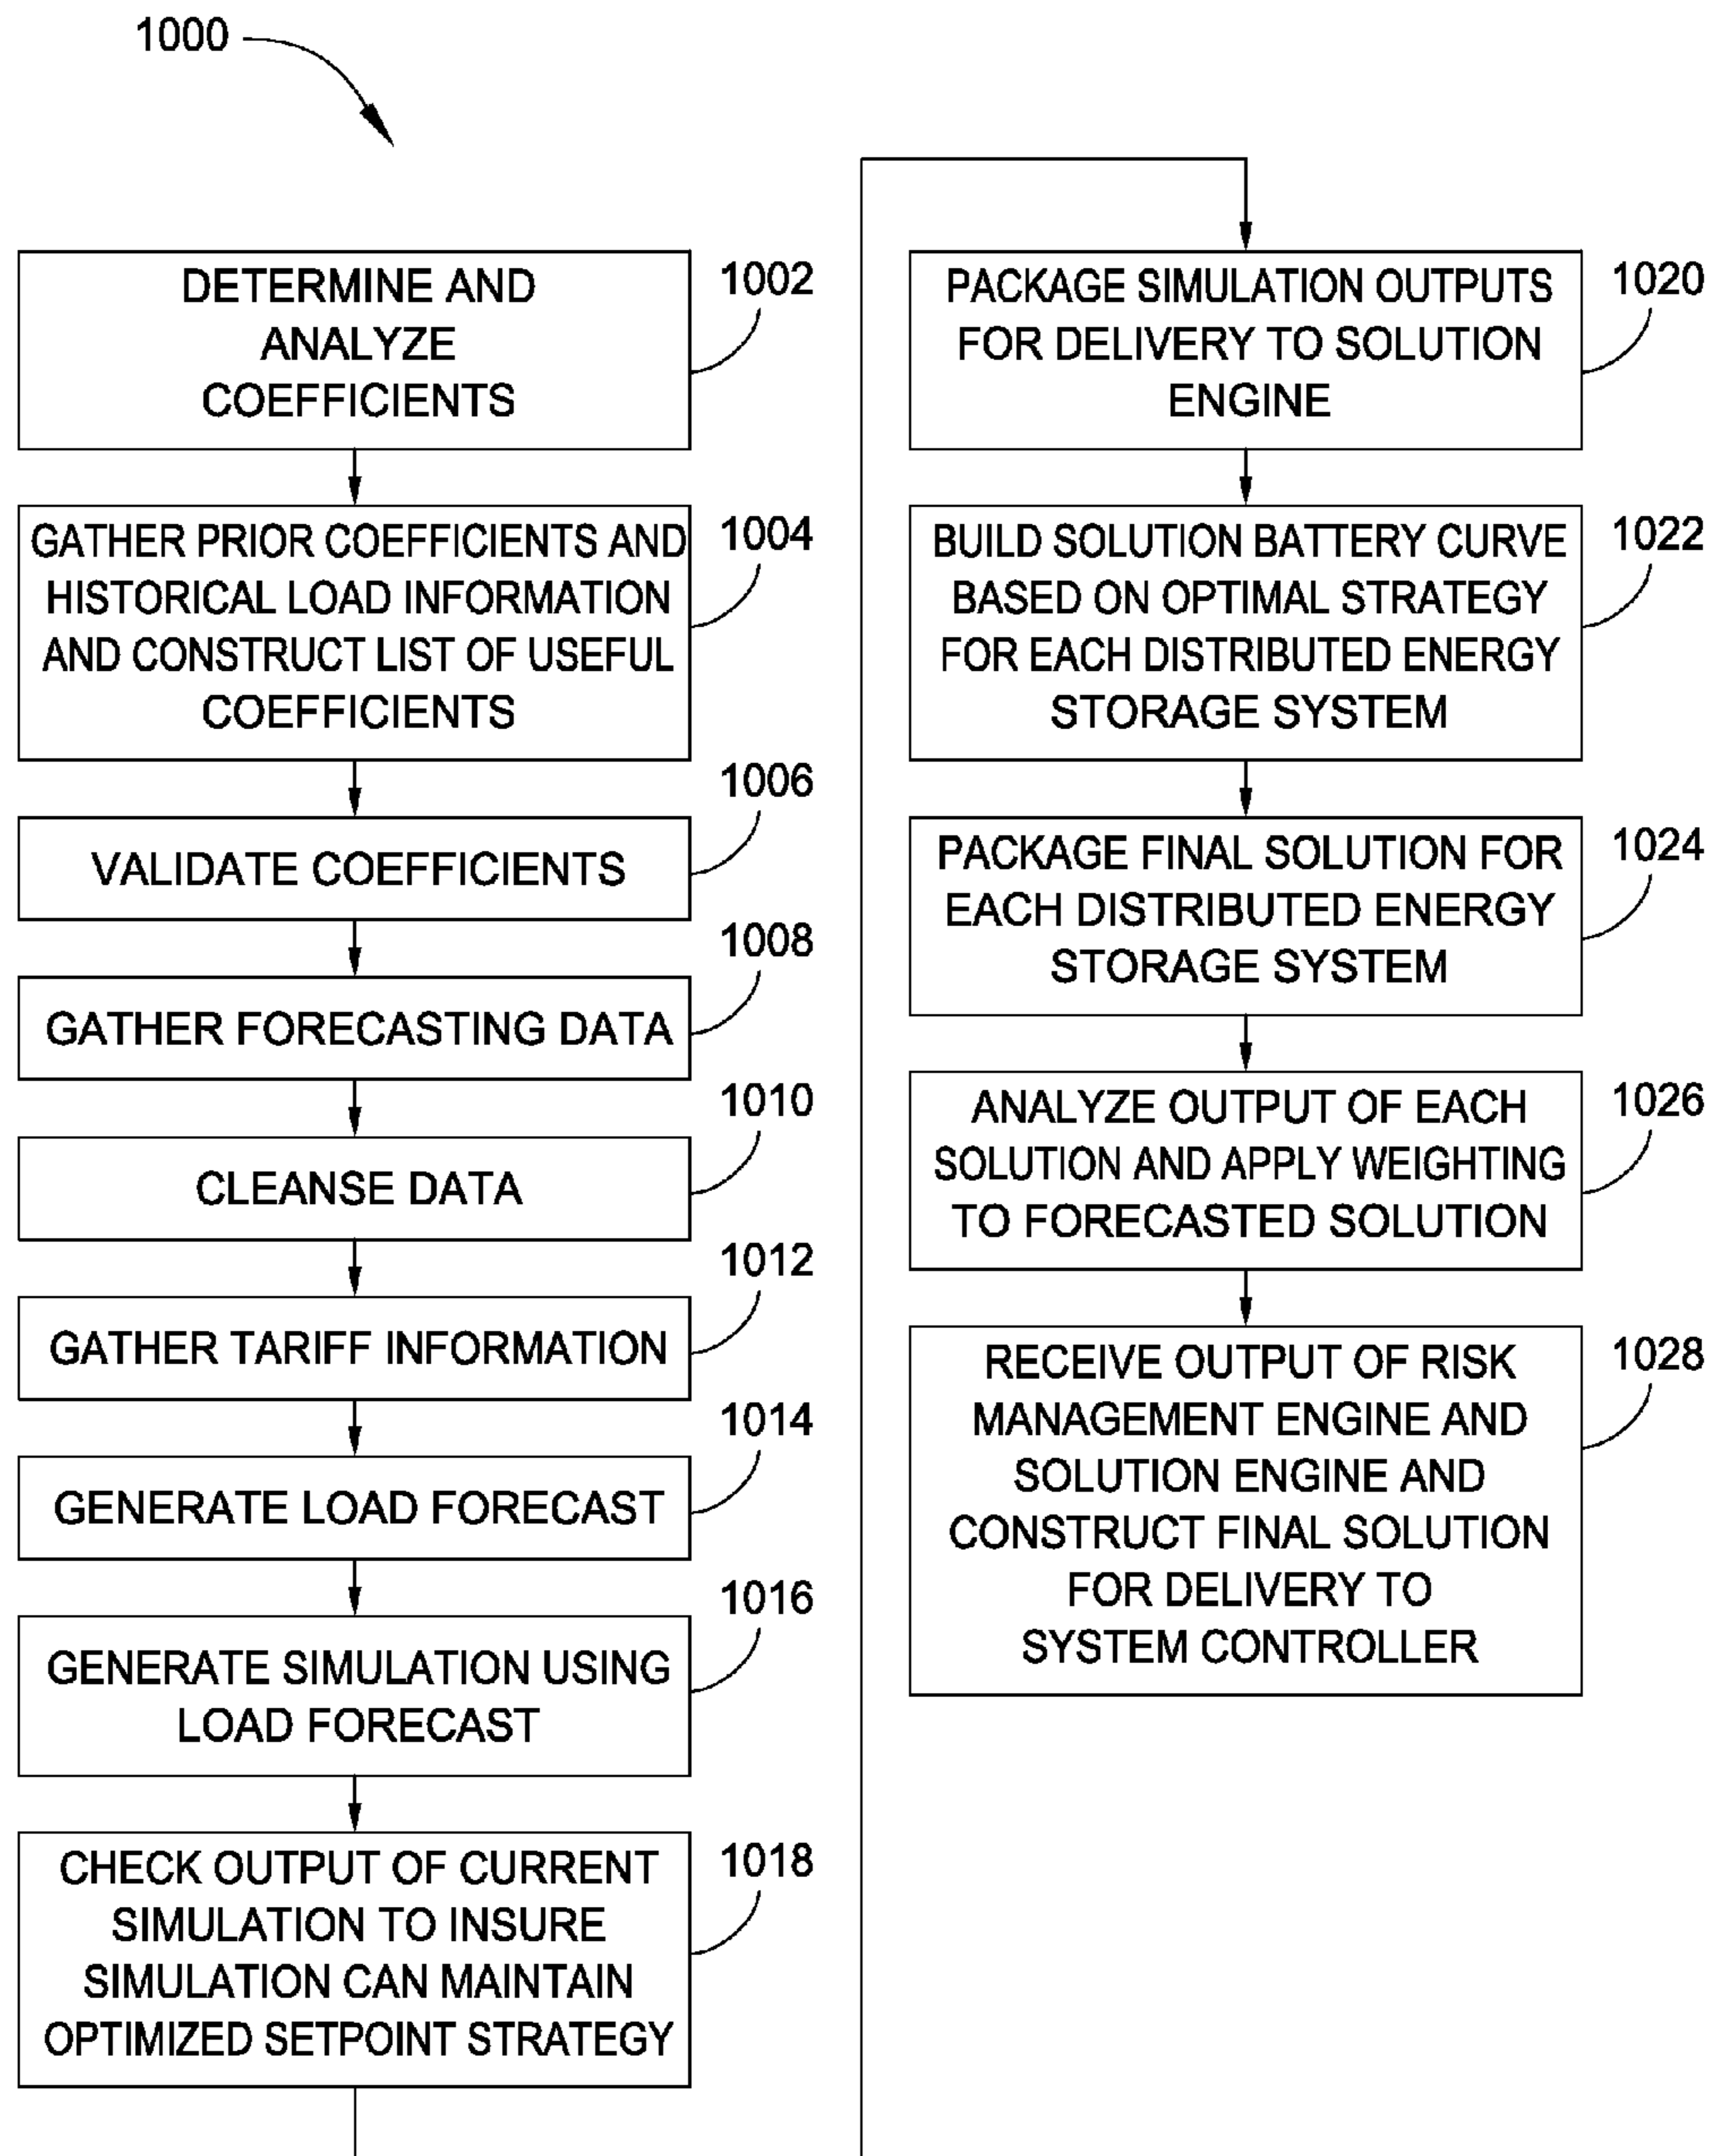 1000
DETERMINE AND
ANALYZE
COEFFICIENTS
1002
GATHER PRIOR COEFFICIENTS AND
HISTORICAL LOAD INFORMATION
AND CONSTRUCT LIST OF USEFUL
COEFFICIENTS
1004
VALIDATE COEFFICIENTS
1006
GATHER FORECASTING DATA
1008
CLEANSE DATA
1010
GATHER TARIFF INFORMATION
1012
GENERATE LOAD FORECAST
1014
GENERATE SIMULATION USING
LOAD FORECAST
1016
CHECK OUTPUT OF CURRENT
SIMULATION TO INSURE
SIMULATION CAN MAINTAIN
OPTIMIZED SETPOINT STRATEGY
1018
PACKAGE SIMULATION OUTPUTS
FOR DELIVERY TO SOLUTION
ENGINE
1020
BUILD SOLUTION BATTERY CURVE
BASED ON OPTIMAL STRATEGY
FOR EACH DISTRIBUTED ENERGY
STORAGE SYSTEM
1022
PACKAGE FINAL SOLUTION FOR
EACH DISTRIBUTED ENERGY
STORAGE SYSTEM
1024
ANALYZE OUTPUT OF EACH
SOLUTION AND APPLY WEIGHTING
TO FORECASTED SOLUTION
1026
RECEIVE OUTPUT OF RISK
MANAGEMENT ENGINE AND
SOLUTION ENGINE AND
CONSTRUCT FINAL SOLUTION
FOR DELIVERY TO
SYSTEM CONTROLLER
1028